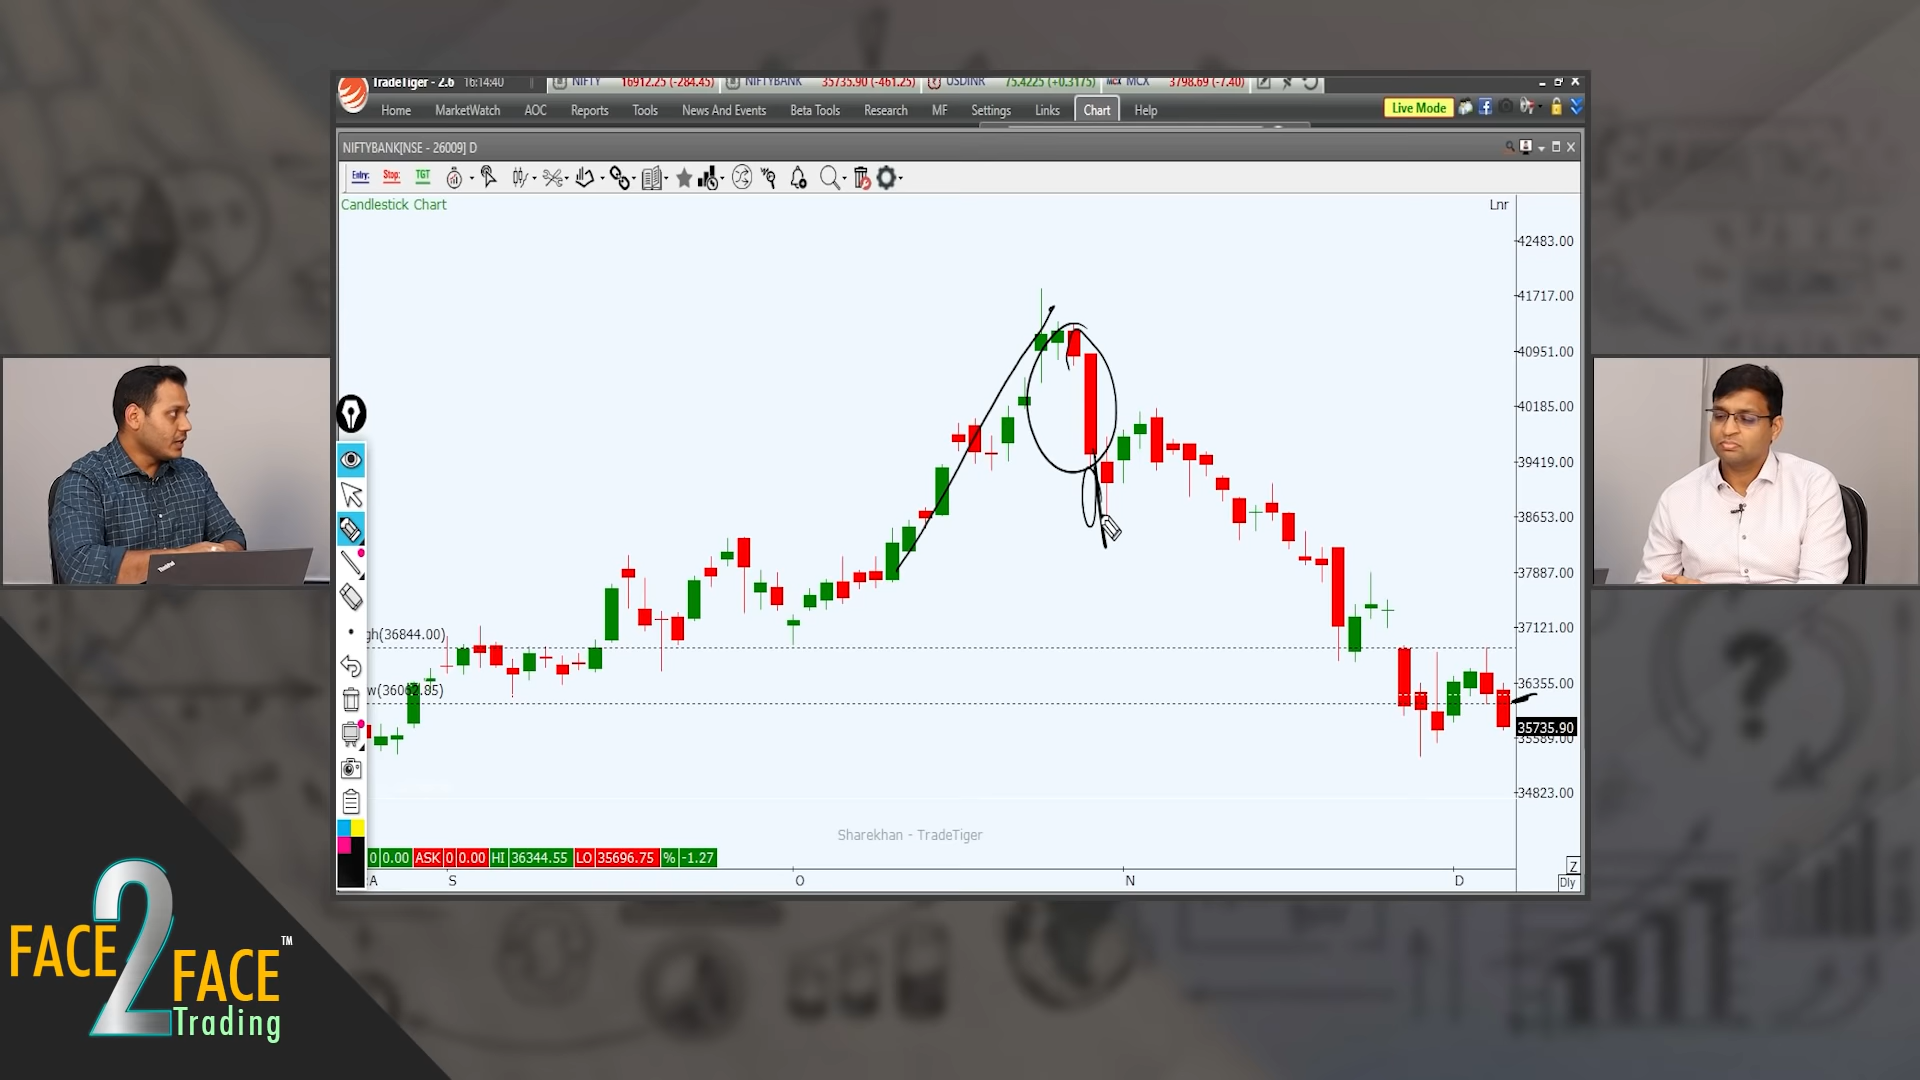 TradeTiger - 2.6 16:14:40 NIFTY 16912.25 (-284.45) NIFTYBANK 35735.90 (-461.25) USDINR 75.4225 (+0.3175) MCX MCX 3798.69 (-7.40)
Home MarketWatch AOC Reports Tools News And Events Beta Tools Research MF Settings Links Chart Help Live Mode
NIFTYBANK[NSE - 26009] D
Entry: Stop: TGT
Candlestick Chart Lnr
42483.00
41717.00
40951.00
40185.00
39419.00
38653.00
37887.00
37121.00
gh(36844.00)
36355.00
35735.90
35589.00
34823.00
Sharekhan - TradeTiger
0 0.00 ASK 0 0.00 HI 36344.55 LO 35696.75 % -1.27
Z
A S O N D Dly
FACE 2 FACE ™
Trading